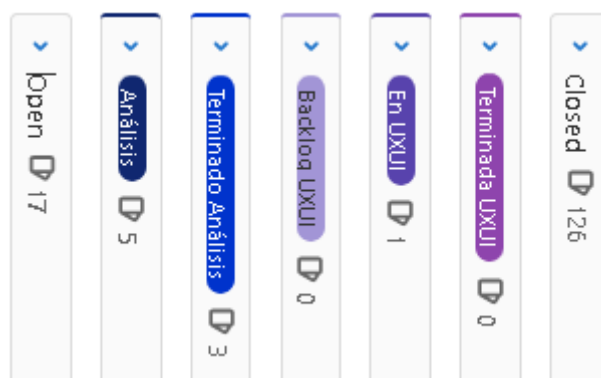 Open 17
Análisis 5
Terminado Análisis 3
Backlog UXUI 0
En UXUI 1
Terminada UXUI 0
Closed 126